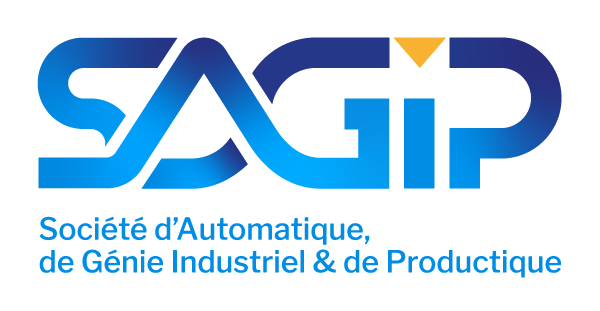 SAGiP
Société d'Automatique,
de Génie Industriel & de Productique